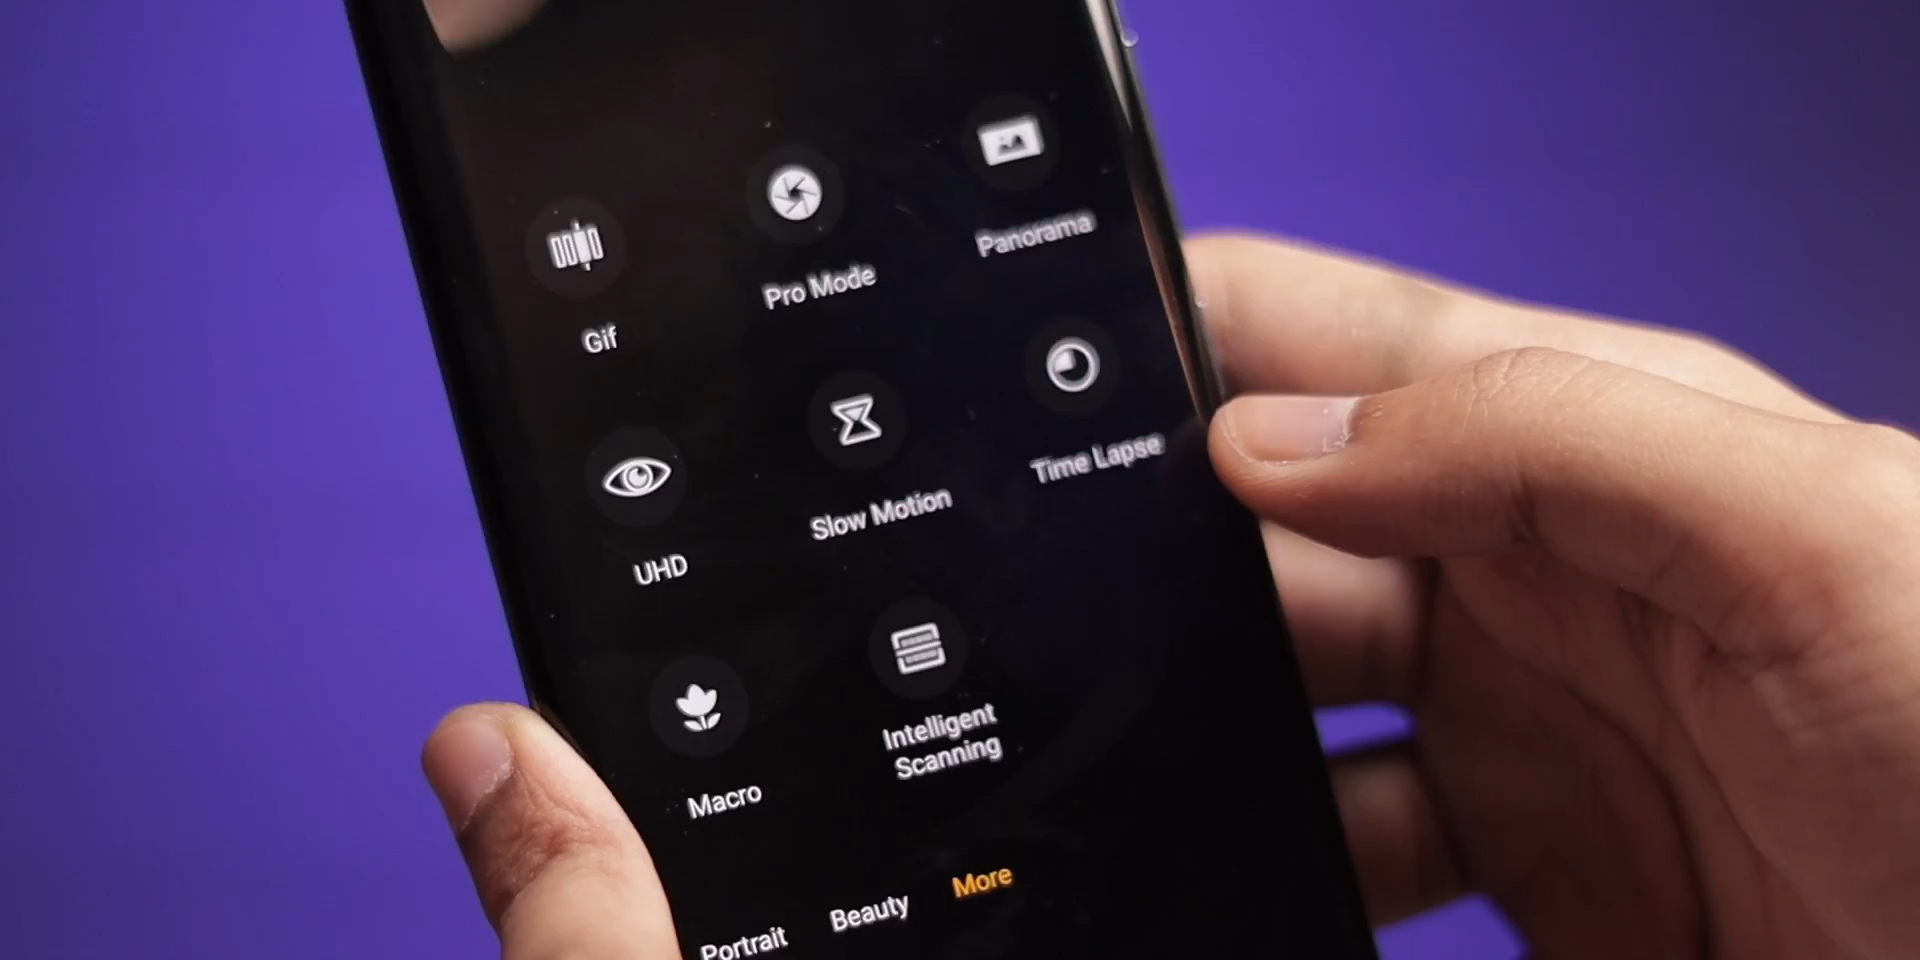 Gif
Pro Mode
Panorama
UHD
Slow Motion
Time Lapse
Macro
Intelligent
Scanning
Portrait
Beauty
More